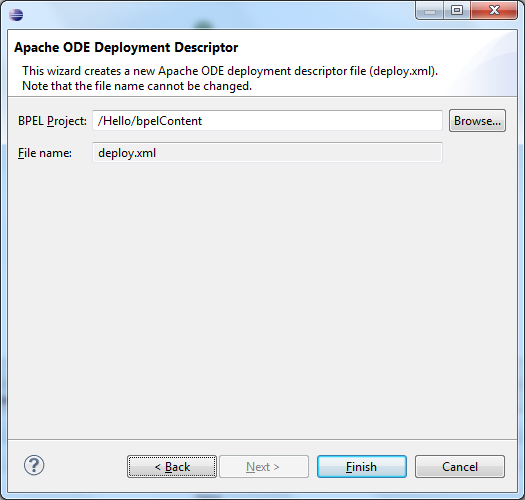 Apache ODE Deployment Descriptor
This wizard creates a new Apache ODE deployment descriptor file (deploy.xml).
Note that the file name cannot be changed.
BPEL Project: /Hello/bpelContent Browse...
File name: deploy.xml
? < Back Next > Finish Cancel